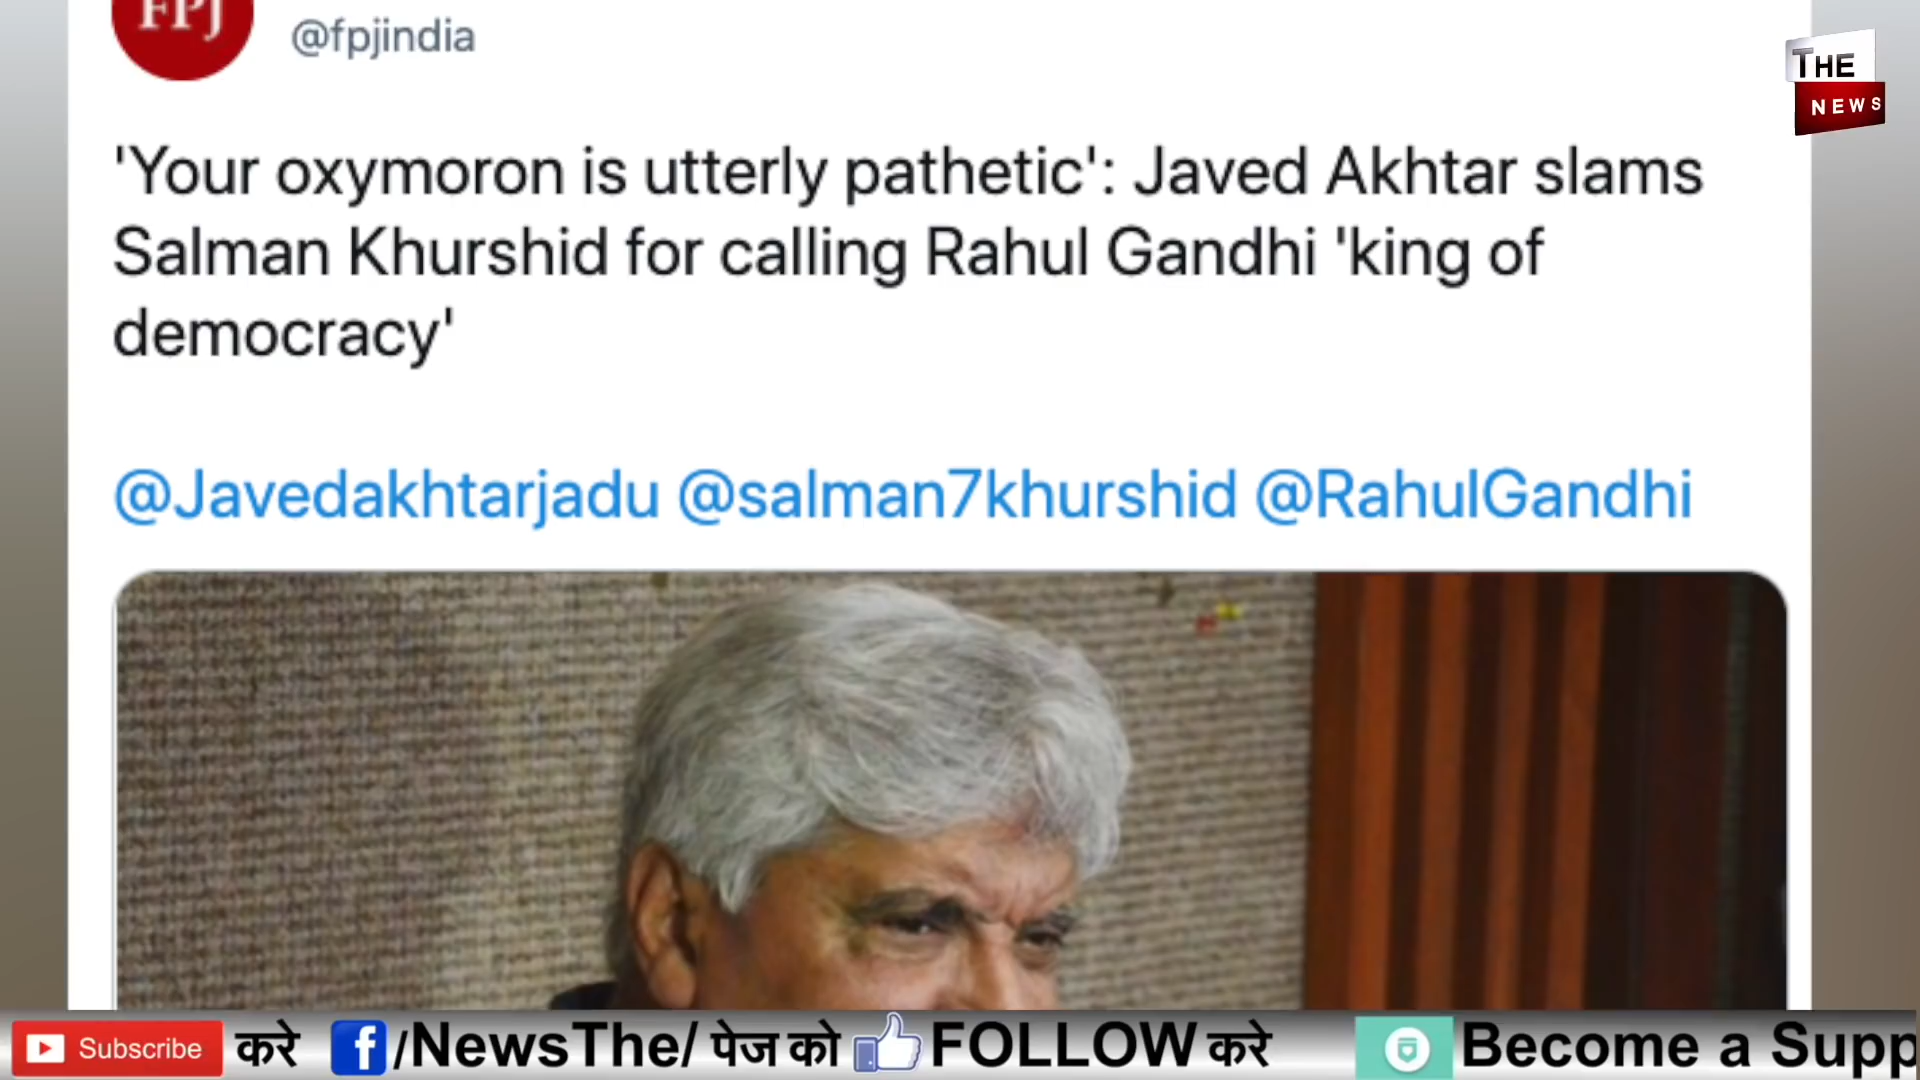 FPJ
@fpjindia
THE
NEWS
'Your oxymoron is utterly pathetic': Javed Akhtar slams
Salman Khurshid for calling Rahul Gandhi 'king of
democracy'
@Javedakhtarjadu @salman7khurshid @RahulGandhi
Subscribe करे f/NewsThe/ पेज को FOLLOW करे Become a Supp